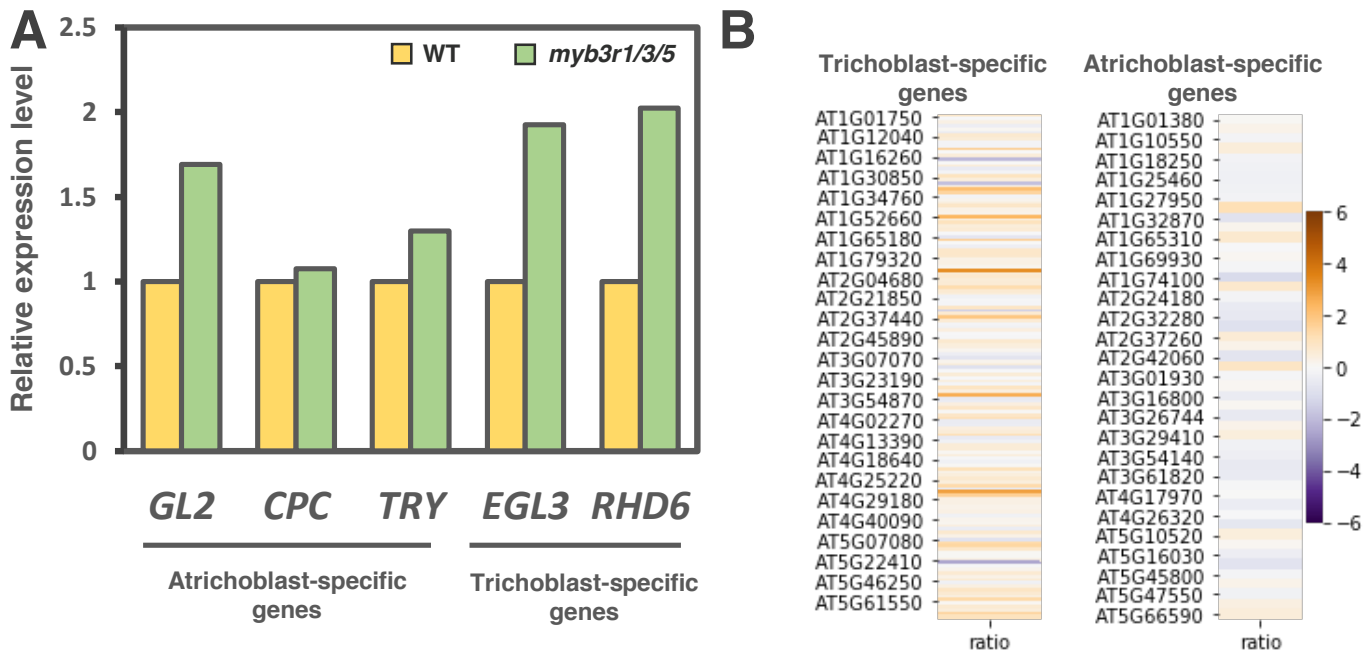 A
Relative expression level
2.5
2
1.5
1
0.5
0
WT
myb3r1/3/5
GL2
CPC
TRY
EGL3
RHD6
Atrichoblast-specific
genes
Trichoblast-specific
genes
B
Trichoblast-specific
genes
AT1G01750
AT1G12040
AT1G16260
AT1G30850
AT1G34760
AT1G52660
AT1G65180
AT1G79320
AT2G04680
AT2G21850
AT2G37440
AT2G45890
AT3G07070
AT3G23190
AT3G54870
AT4G02270
AT4G13390
AT4G18640
AT4G25220
AT4G29180
AT4G40090
AT5G07080
AT5G22410
AT5G46250
AT5G61550
ratio
Atrichoblast-specific
genes
AT1G01380
AT1G10550
AT1G18250
AT1G25460
AT1G27950
AT1G32870
AT1G65310
AT1G69930
AT1G74100
AT2G24180
AT2G32280
AT2G37260
AT2G42060
AT3G01930
AT3G16800
AT3G26744
AT3G29410
AT3G54140
AT3G61820
AT4G17970
AT4G26320
AT5G10520
AT5G16030
AT5G45800
AT5G47550
AT5G66590
ratio
6
4
2
0
−2
−4
−6